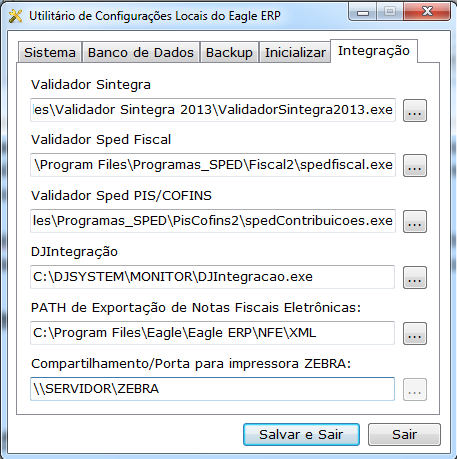 Utilitário de Configurações Locais do Eagle ERP
Sistema Banco de Dados Backup Inicializar Integração
Validador Sintegra
es\Validador Sintegra 2013\ValidadorSintegra2013.exe ...
Validador Sped Fiscal
\Program Files\Programas_SPED\Fiscal2\spedfiscal.exe ...
Validador Sped PIS/COFINS
les\Programas_SPED\PisCofins2\spedContribuicoes.exe ...
DJIntegração
C:\DJSYSTEM\MONITOR\DJIntegracao.exe ...
PATH de Exportação de Notas Fiscais Eletrônicas:
C:\Program Files\Eagle\Eagle ERP\NFE\XML ...
Compartilhamento/Porta para impressora ZEBRA:
\\SERVIDOR\ZEBRA ...
Salvar e Sair Sair